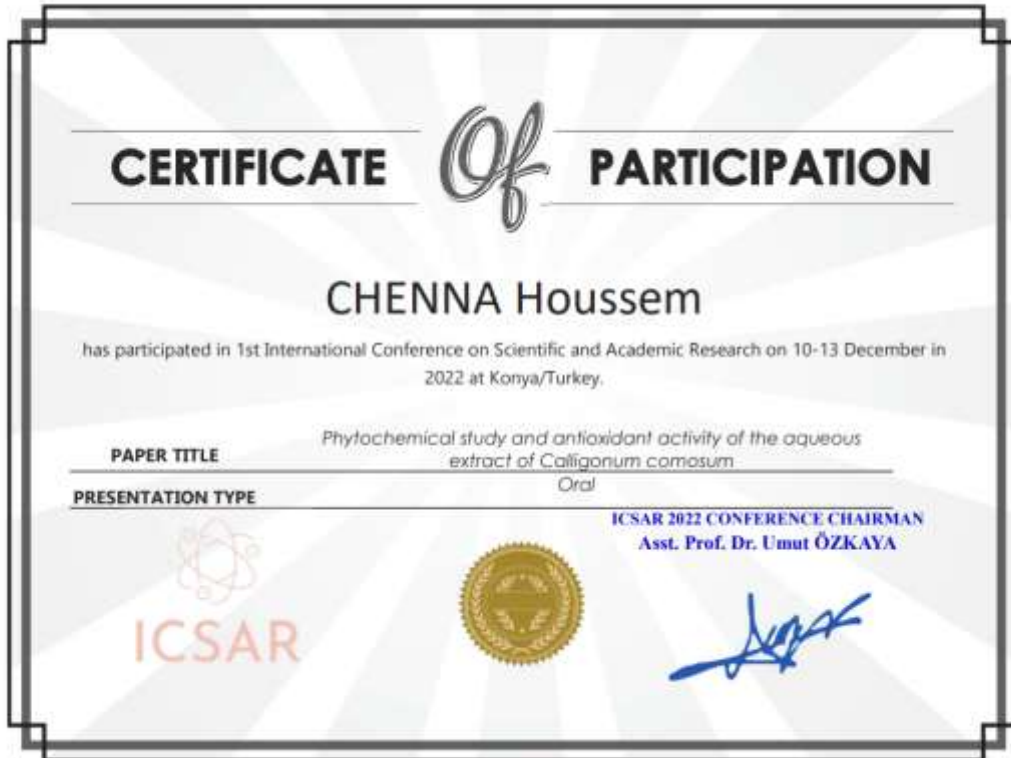 CERTIFICATE Of PARTICIPATION
CHENNA Houssem
has participated in 1st International Conference on Scientific and Academic Research on 10-13 December in
2022 at Konya/Turkey.
PAPER TITLE
Phytochemical study and antioxidant activity of the aqueous
extract of Calligonum comosum
PRESENTATION TYPE
Oral
ICSAR 2022 CONFERENCE CHAIRMAN
Asst. Prof. Dr. Umut ÖZKAYA
ICSAR